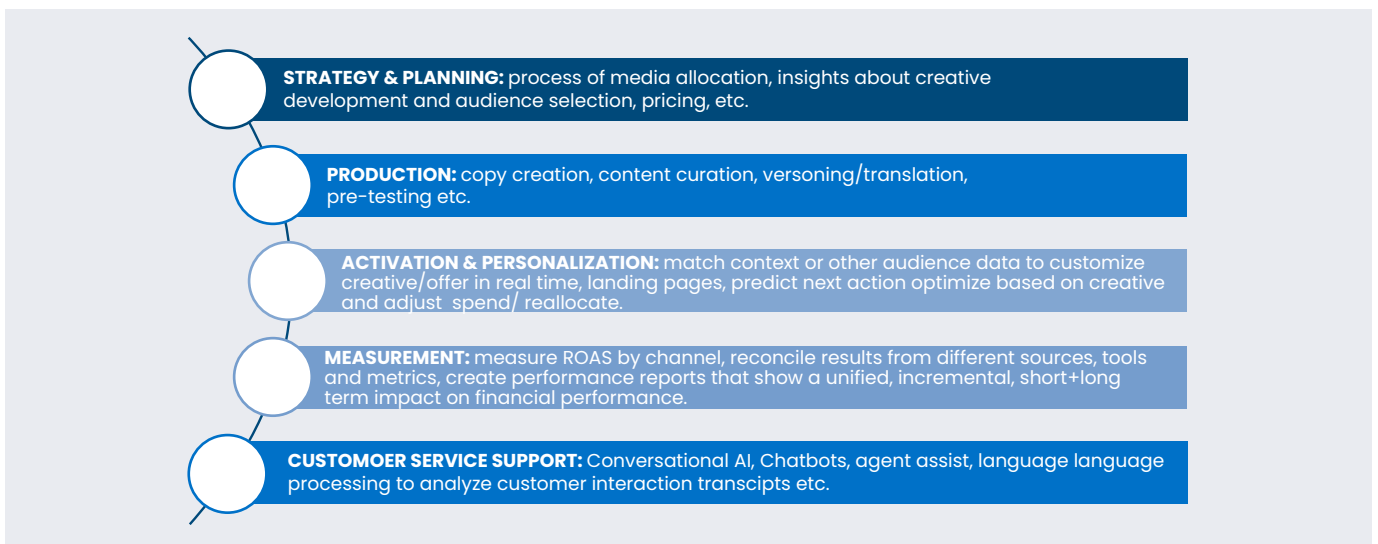 STRATEGY & PLANNING: process of media allocation, insights about creative
development and audience selection, pricing, etc.
PRODUCTION: copy creation, content curation, versoning/translation,
pre-testing etc.
ACTIVATION & PERSONALIZATION: match context or other audience data to customize
creative/offer in real time, landing pages, predict next action optimize based on creative
and adjust  spend/ reallocate.
MEASUREMENT: measure ROAS by channel, reconcile results from different sources, tools
and metrics, create performance reports that show a unified, incremental, short+long
term impact on financial performance.
CUSTOMOER SERVICE SUPPORT: Conversational AI, Chatbots, agent assist, language language
processing to analyze customer interaction transcipts etc.